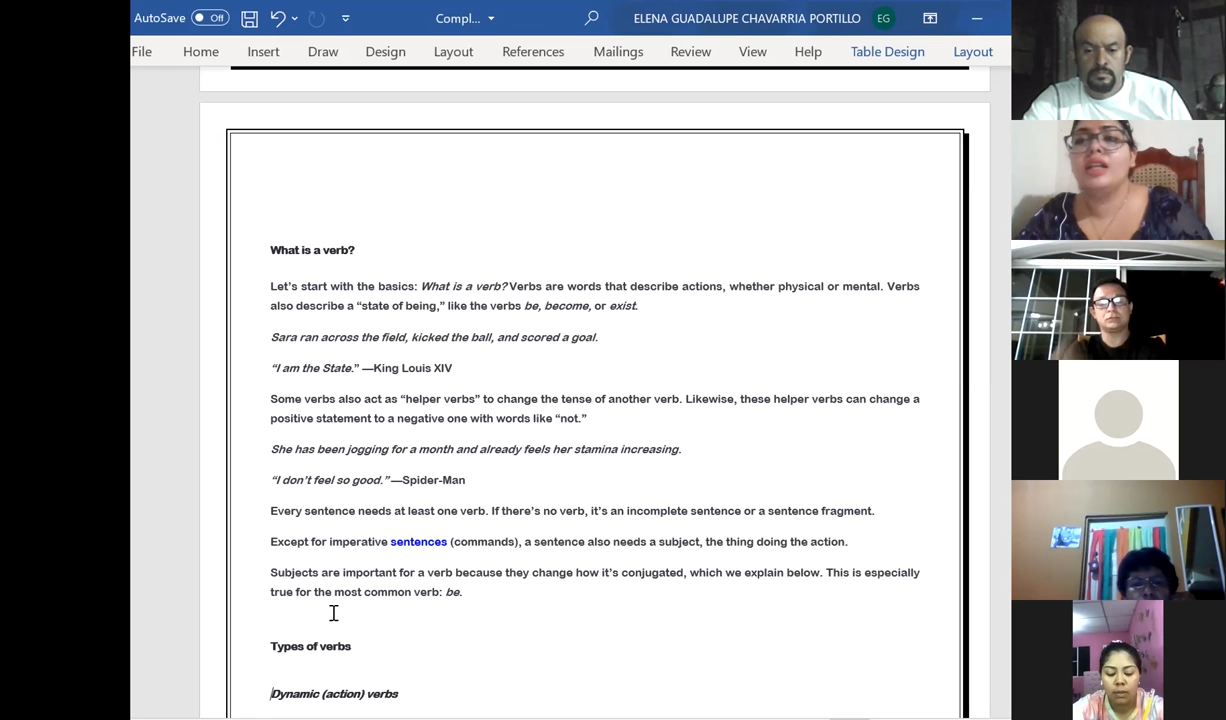 AutoSave Off Compl... ELENA GUADALUPE CHAVARRIA PORTILLO EG
File Home Insert Draw Design Layout References Mailings Review View Help Table Design Layout
What is a verb?
Let's start with the basics: What is a verb? Verbs are words that describe actions, whether physical or mental. Verbs
also describe a “state of being,” like the verbs be, become, or exist.
Sara ran across the field, kicked the ball, and scored a goal.
“I am the State.” —King Louis XIV
Some verbs also act as “helper verbs” to change the tense of another verb. Likewise, these helper verbs can change a
positive statement to a negative one with words like “not.”
She has been jogging for a month and already feels her stamina increasing.
“I don’t feel so good.” —Spider-Man
Every sentence needs at least one verb. If there’s no verb, it’s an incomplete sentence or a sentence fragment.
Except for imperative sentences (commands), a sentence also needs a subject, the thing doing the action.
Subjects are important for a verb because they change how it’s conjugated, which we explain below. This is especially
true for the most common verb: be.
Types of verbs
Dynamic (action) verbs